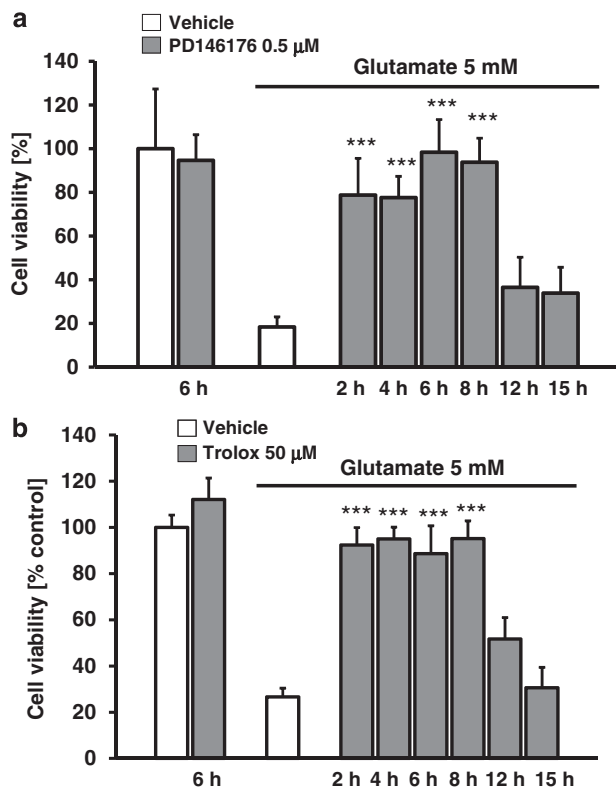 a
Vehicle
PD146176 0.5 μM
Glutamate 5 mM
Cell viability [%]
140
120
100
80
60
40
20
0
*** *** *** ***
6 h 2 h 4 h 6 h 8 h 12 h 15 h
b
Vehicle
Trolox 50 μM
Glutamate 5 mM
Cell viability [% control]
140
120
100
80
60
40
20
0
*** *** *** ***
6 h 2 h 4 h 6 h 8 h 12 h 15 h